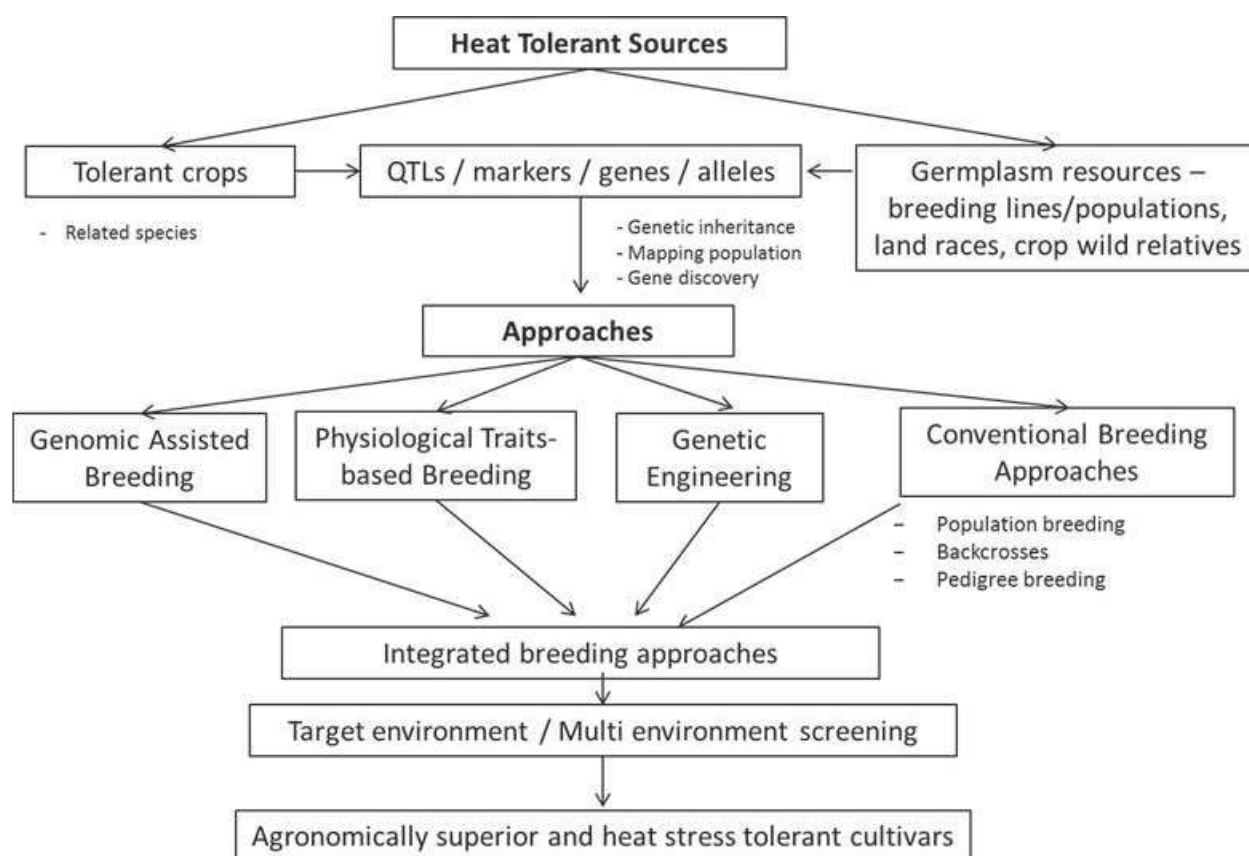 Heat Tolerant Sources
Tolerant crops
- Related species
QTLs / markers / genes / alleles
- Genetic inheritance
- Mapping population
- Gene discovery
Germplasm resources –
breeding lines/populations,
land races, crop wild relatives
Approaches
Genomic Assisted
Breeding
Physiological Traits-
based Breeding
Genetic
Engineering
Conventional Breeding
Approaches
– Population breeding
– Backcrosses
– Pedigree breeding
Integrated breeding approaches
Target environment / Multi environment screening
Agronomically superior and heat stress tolerant cultivars